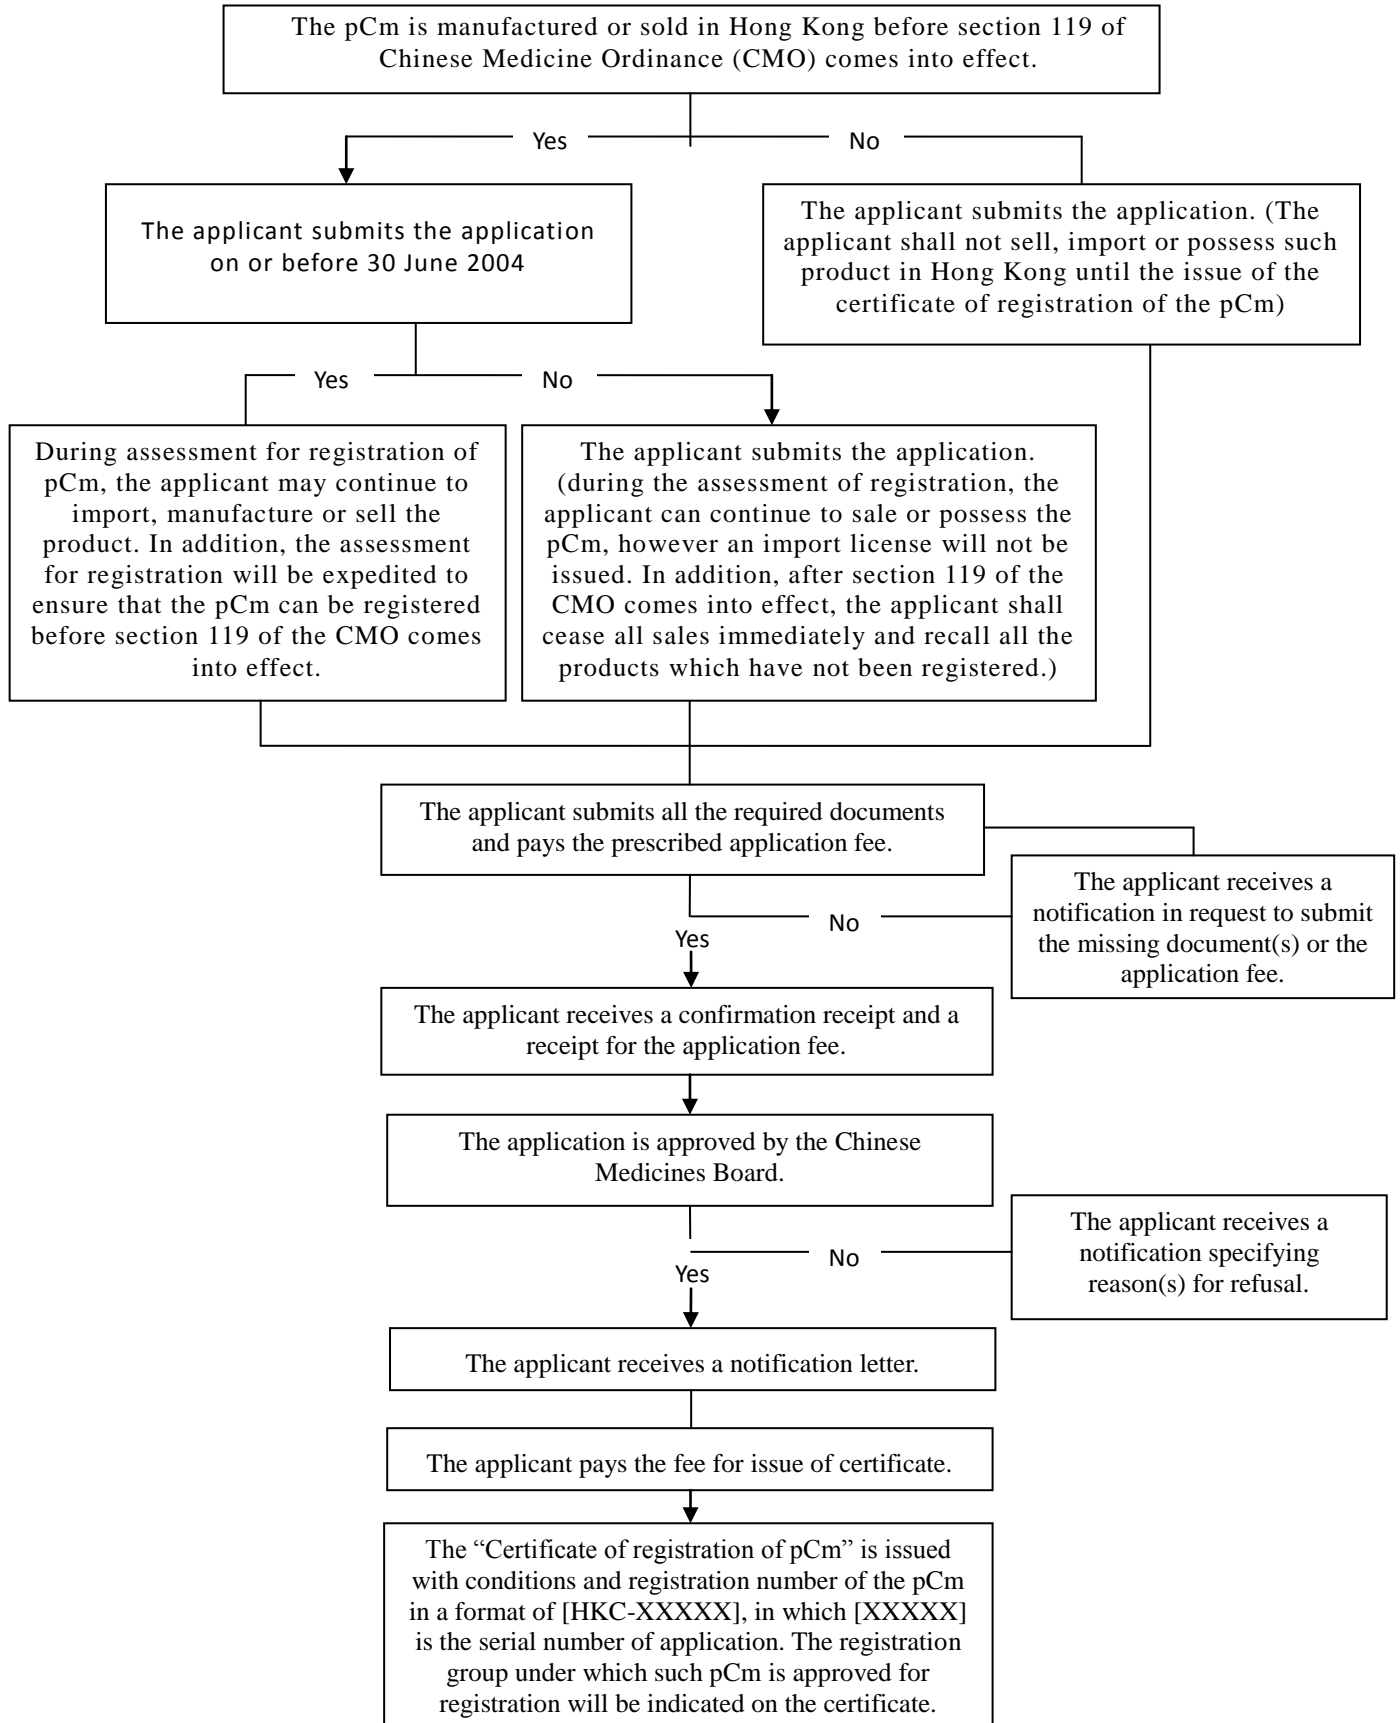 The pCm is manufactured or sold in Hong Kong before section 119 of
Chinese Medicine Ordinance (CMO) comes into effect.
Yes
No
The applicant submits the application
on or before 30 June 2004
The applicant submits the application. (The
applicant shall not sell, import or possess such
product in Hong Kong until the issue of the
certificate of registration of the pCm)
Yes
No
During assessment for registration of
pCm, the applicant may continue to
import, manufacture or sell the
product. In addition, the assessment
for registration will be expedited to
ensure that the pCm can be registered
before section 119 of the CMO comes
into effect.
The applicant submits the application.
(during the assessment of registration, the
applicant can continue to sale or possess the
pCm, however an import license will not be
issued. In addition, after section 119 of the
CMO comes into effect, the applicant shall
cease all sales immediately and recall all the
products which have not been registered.)
The applicant submits all the required documents
and pays the prescribed application fee.
The applicant receives a
notification in request to submit
the missing document(s) or the
application fee.
No
Yes
The applicant receives a confirmation receipt and a
receipt for the application fee.
The application is approved by the Chinese
Medicines Board.
The applicant receives a
notification specifying
reason(s) for refusal.
No
Yes
The applicant receives a notification letter.
The applicant pays the fee for issue of certificate.
The “Certificate of registration of pCm” is issued
with conditions and registration number of the pCm
in a format of [HKC-XXXXX], in which [XXXXX]
is the serial number of application. The registration
group under which such pCm is approved for
registration will be indicated on the certificate.